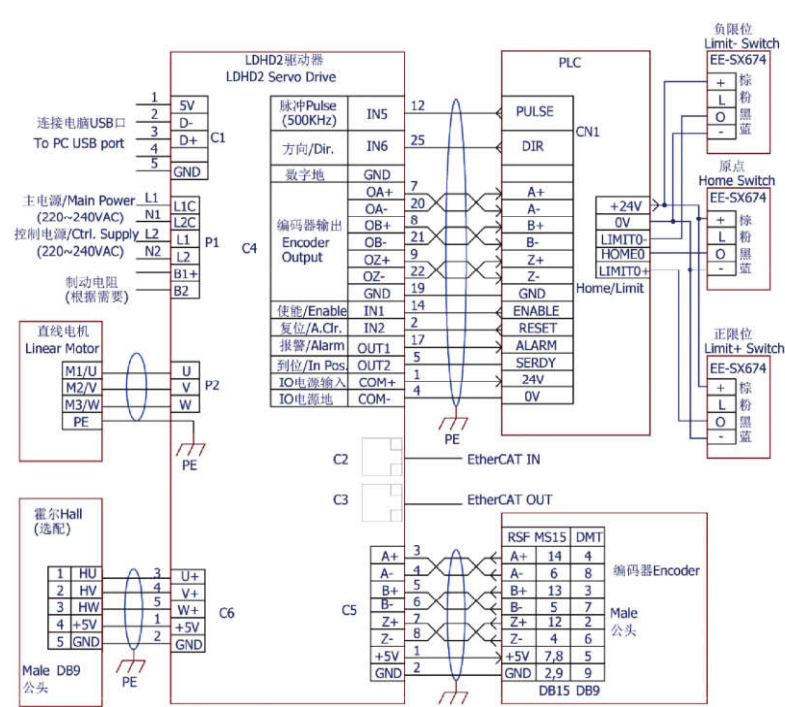 LDHD2驱动器
LDHD2 Servo Drive
连接电脑USB口
To PC USB port
1 5V
2 D-
3 D+
4
5 GND
C1
主电源/Main Power L1 L1C
(220~240VAC) N1 L2C
控制电源/Ctrl. Supply L2 L1
(220~240VAC) N2 L2
制动电阻
(根据需要)
B1+
B2
P1
直线电机
Linear Motor
M1/U U
M2/V V
M3/W W
PE
P2
PE
霍尔Hall
(选配)
1 HU 3 U+
2 HV 4 V+
3 HW 5 W+
4 +5V 1 +5V
5 GND 2 GND
C6
Male DB9
公头
PE
C4
脉冲Pulse
(500KHz)
IN5 12 PULSE
方向/Dir. IN6 25 DIR
数字地 GND
编码器输出
Encoder
Output
OA+ 7 A+
OA- 20 A-
OB+ 8 B+
OB- 21 B-
OZ+ 9 Z+
OZ- 22 Z-
GND 19 GND
使能/Enable IN1 14 ENABLE
复位/A.Clr. IN2 2 RESET
报警/Alarm OUT1 17 ALARM
到位/In Pos. OUT2 5 SERDY
IO电源输入 COM+ 1 24V
IO电源地 COM- 4 0V
PE
PLC
CN1
+24V
0V
LIMIT0-
HOME0
LIMIT0+
Home/Limit
负限位
Limit- Switch
EE-SX674
+ 棕
L 粉
O 黑
- 蓝
原点
Home Switch
EE-SX674
+ 棕
L 粉
O 黑
- 蓝
正限位
Limit+ Switch
EE-SX674
+ 棕
L 粉
O 黑
- 蓝
C2 EtherCAT IN
C3 EtherCAT OUT
C5
RSF MS15 DMT
A+ 3 A+ 14 4
A- 4 A- 6 8
B+ 5 B+ 13 3
B- 6 B- 5 7
Z+ 7 Z+ 12 2
Z- 8 Z- 4 6
+5V 1 +5V 7,8 5
GND 2 GND 2,9 9
DB15 DB9
编码器Encoder
Male
公头